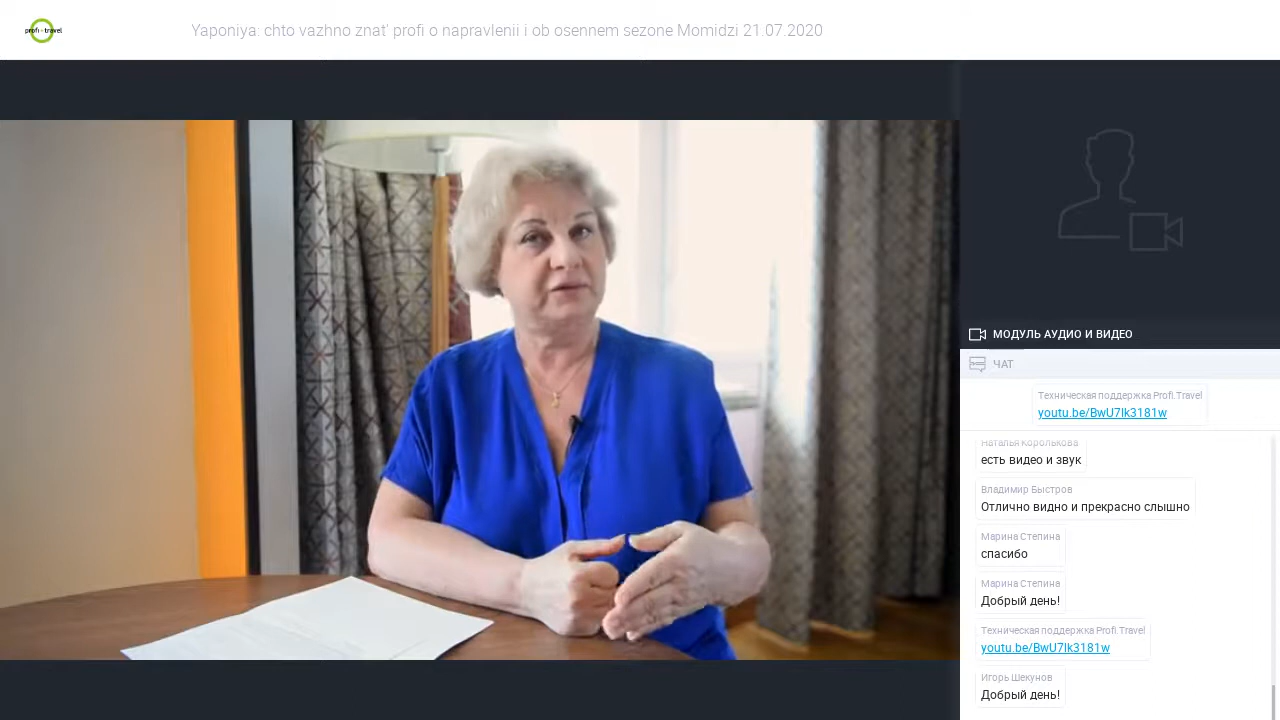 profi travel
Yaponiya: chto vazhno znat' profi o napravlenii i ob osennem sezone Momidzi 21.07.2020
МОДУЛЬ АУДИО И ВИДЕО
ЧАТ
Техническая поддержка Profi.Travel
youtu.be/BwU7lk3181w
Наталья Королькова
есть видео и звук
Владимир Быстров
Отлично видно и прекрасно слышно
Марина Степина
спасибо
Марина Степина
Добрый день!
Техническая поддержка Profi.Travel
youtu.be/BwU7lk3181w
Игорь Шекунов
Добрый день!